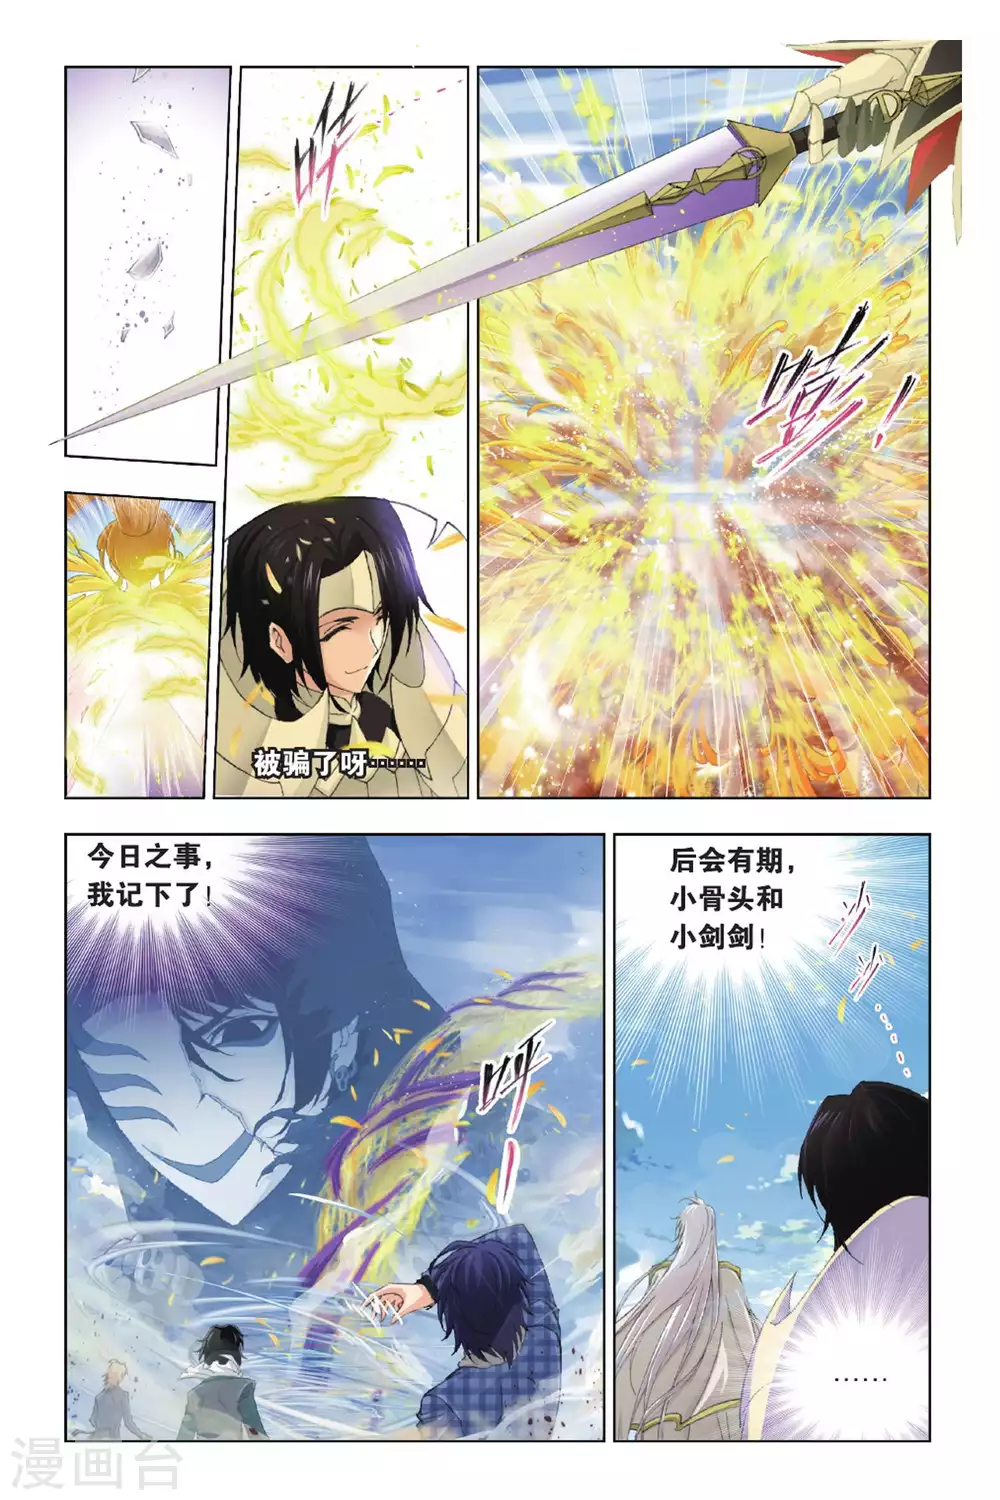 呼
嘭！
被骗了呀……
今日之事，
我记下了！
呼——
后会有期，
小骨头和
小剑剑！
沙
沙
……
漫画台